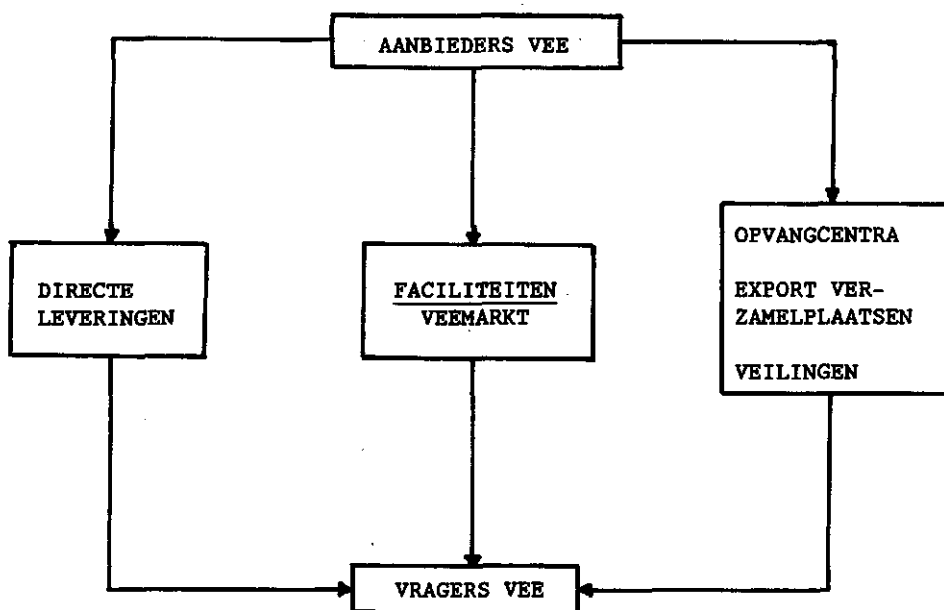 AANBIEDERS VEE
DIRECTE
LEVERINGEN
FACILITEITEN
VEEMARKT
OPVANGCENTRA
EXPORT VER-
ZAMELPLAATSEN
VEILINGEN
VRAGERS VEE